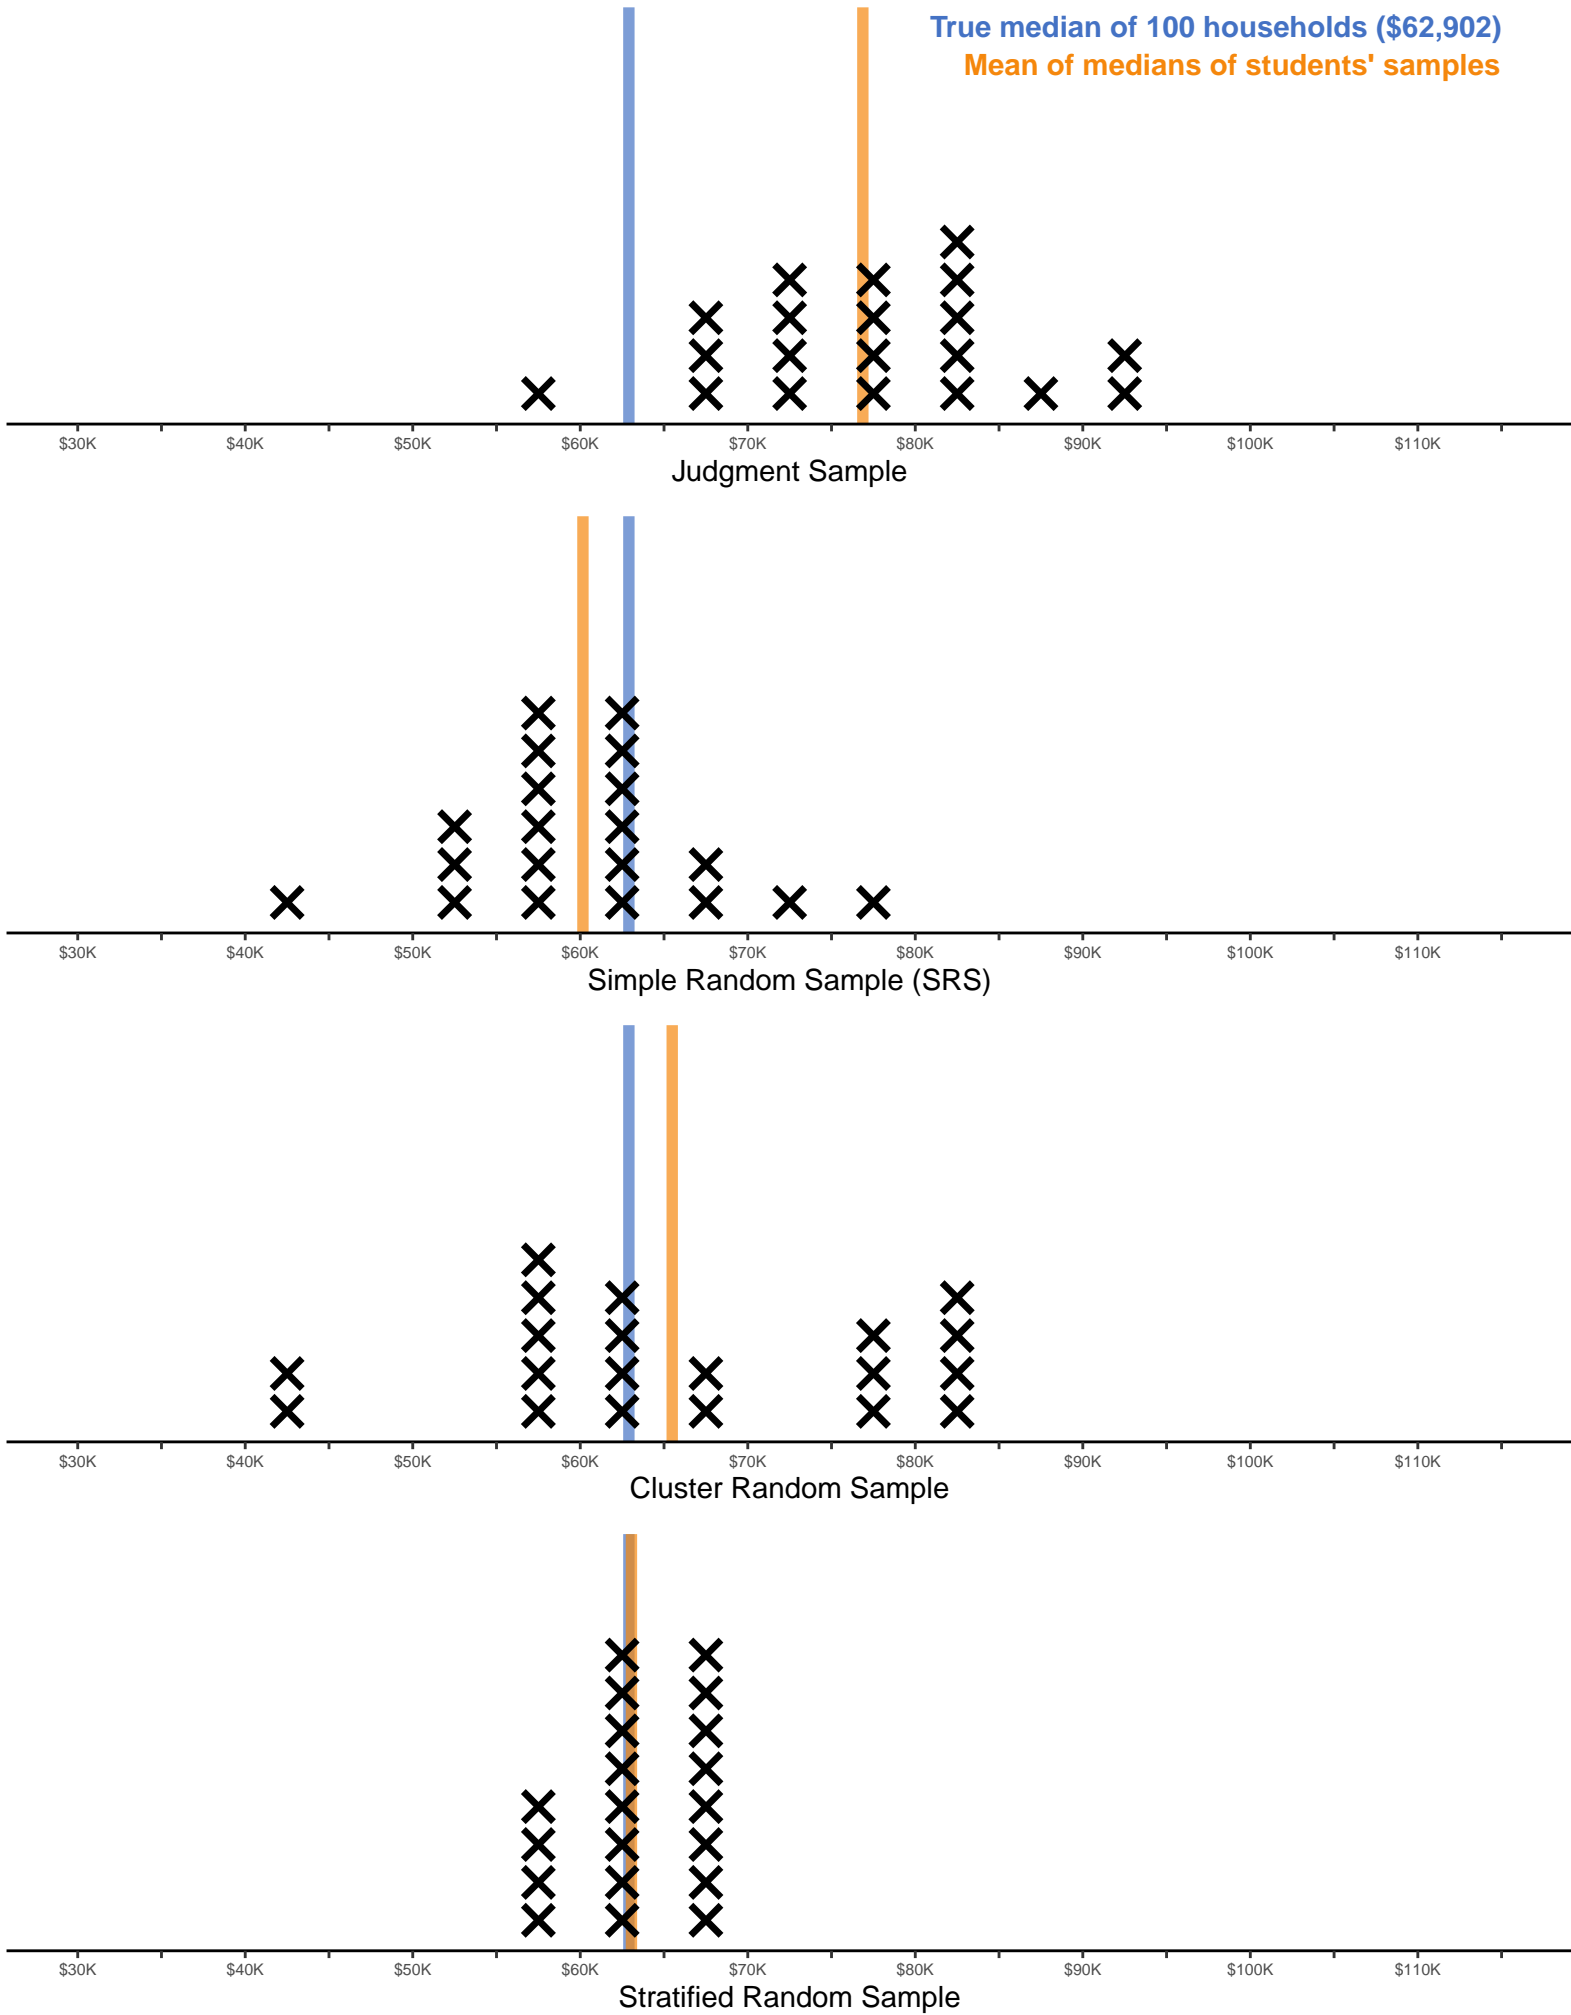 True median of 100 households ($62,902)
Mean of medians of students' samples
$30K $40K $50K $60K $70K $80K $90K $100K $110K
Judgment Sample
$30K $40K $50K $60K $70K $80K $90K $100K $110K
Simple Random Sample (SRS)
$30K $40K $50K $60K $70K $80K $90K $100K $110K
Cluster Random Sample
$30K $40K $50K $60K $70K $80K $90K $100K $110K
Stratified Random Sample